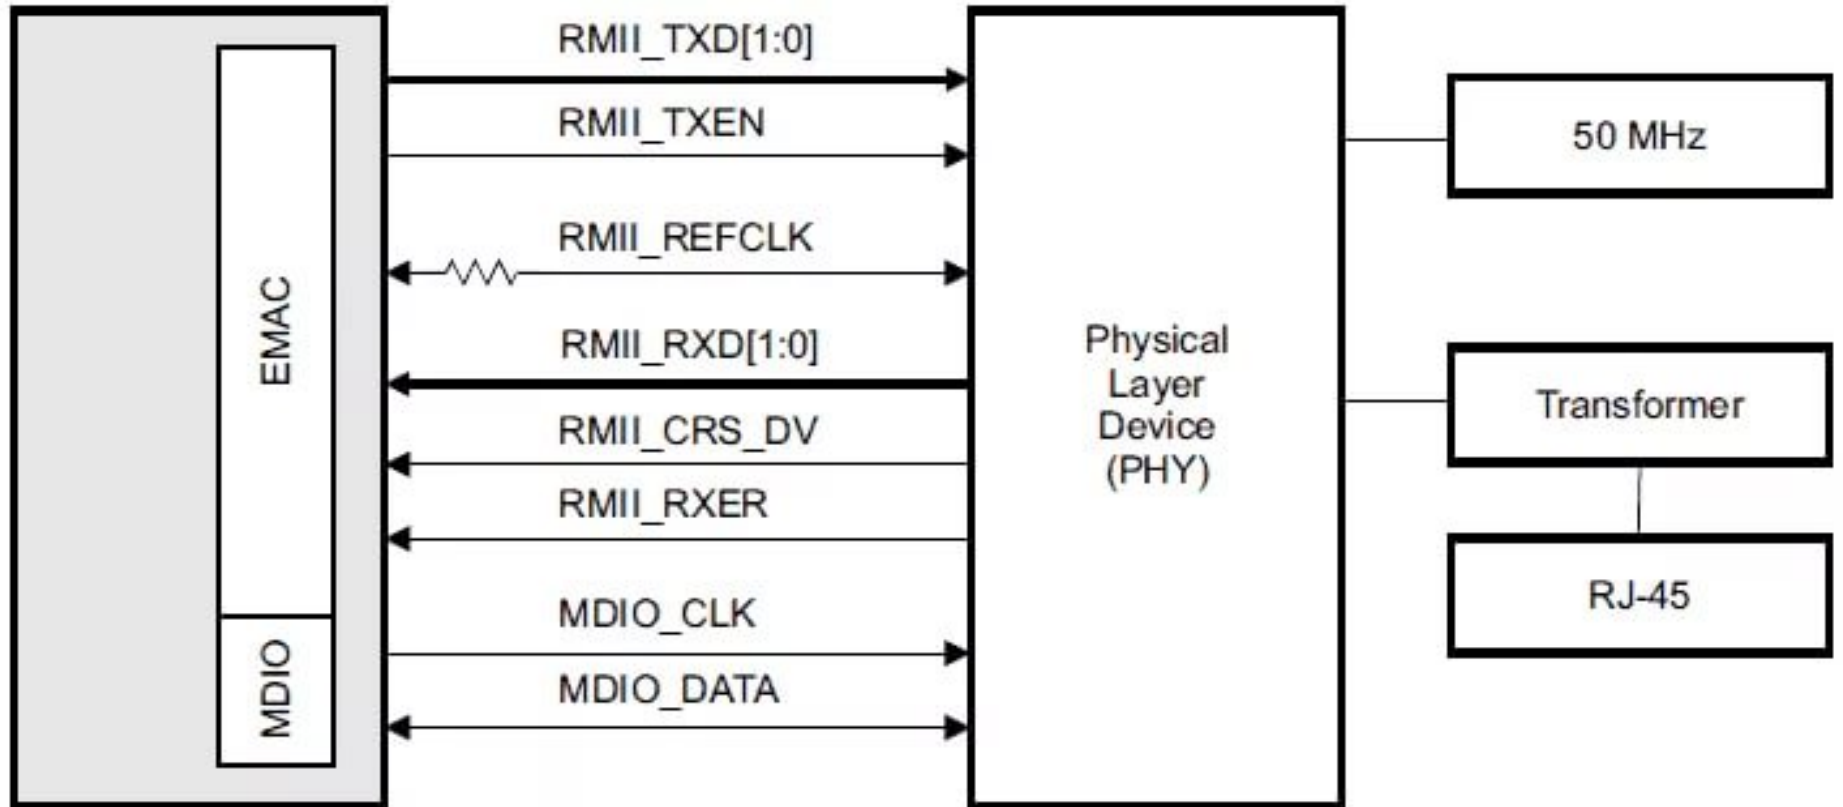 RMII_TXD[1:0]
RMII_TXEN
RMII_REFCLK
RMII_RXD[1:0]
RMII_CRS_DV
RMII_RXER
MDIO_CLK
MDIO_DATA
EMAC
MDIO
Physical
Layer
Device
(PHY)
50 MHz
Transformer
RJ-45